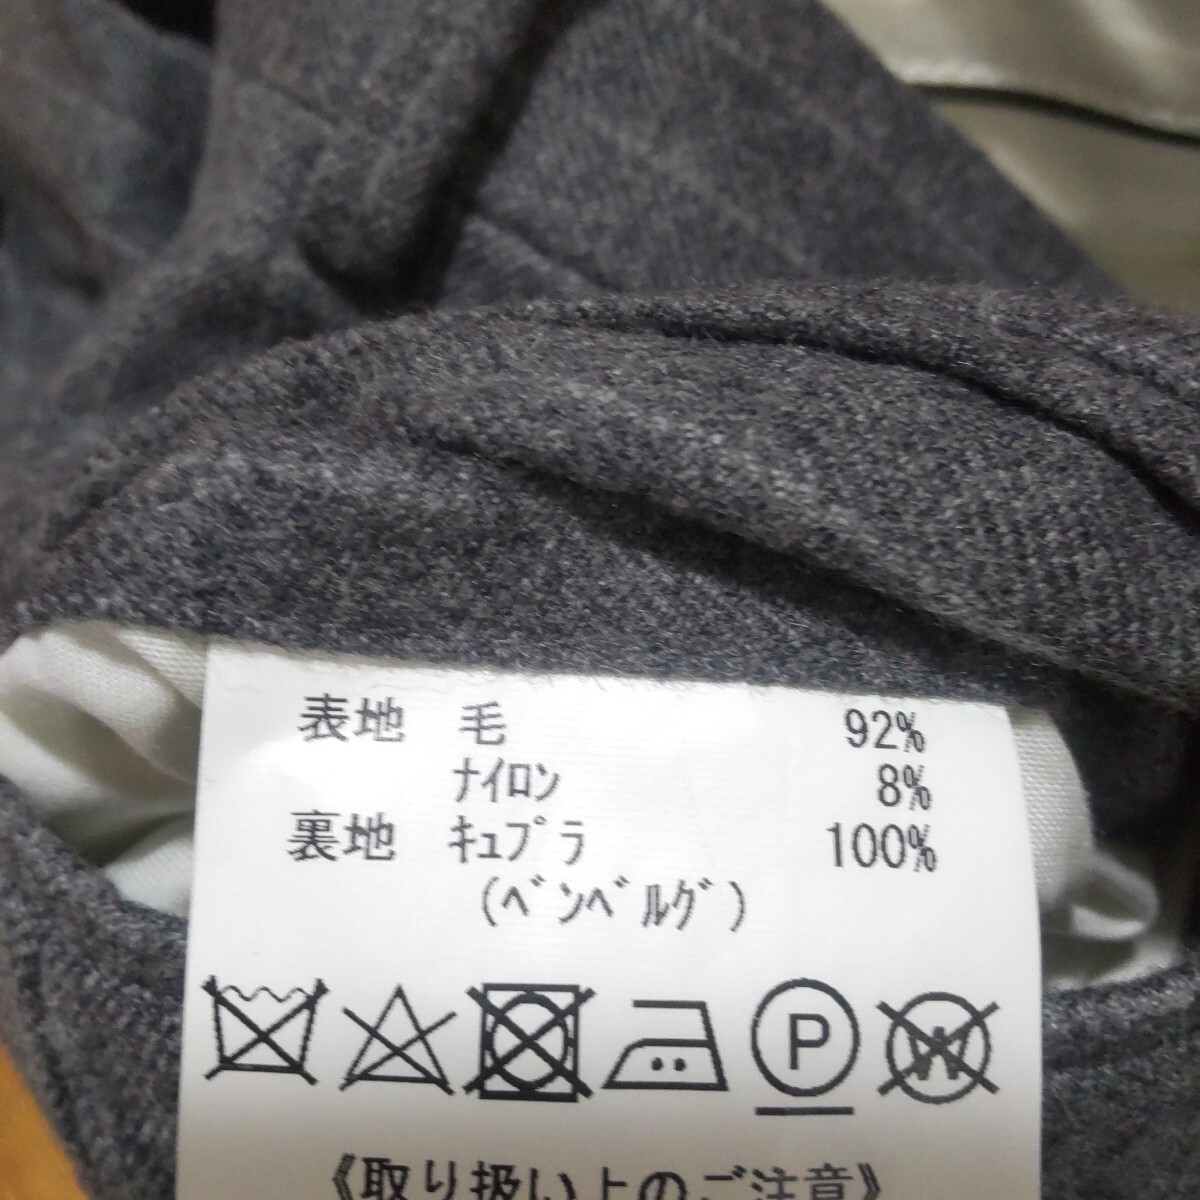 表地 毛 92%
ﾅｲﾛﾝ 8%
裏地 ｷｭﾌﾟﾗ 100%
(ﾍﾞﾝﾍﾞﾙｸﾞ)
P W
《取り扱い上のご注意》